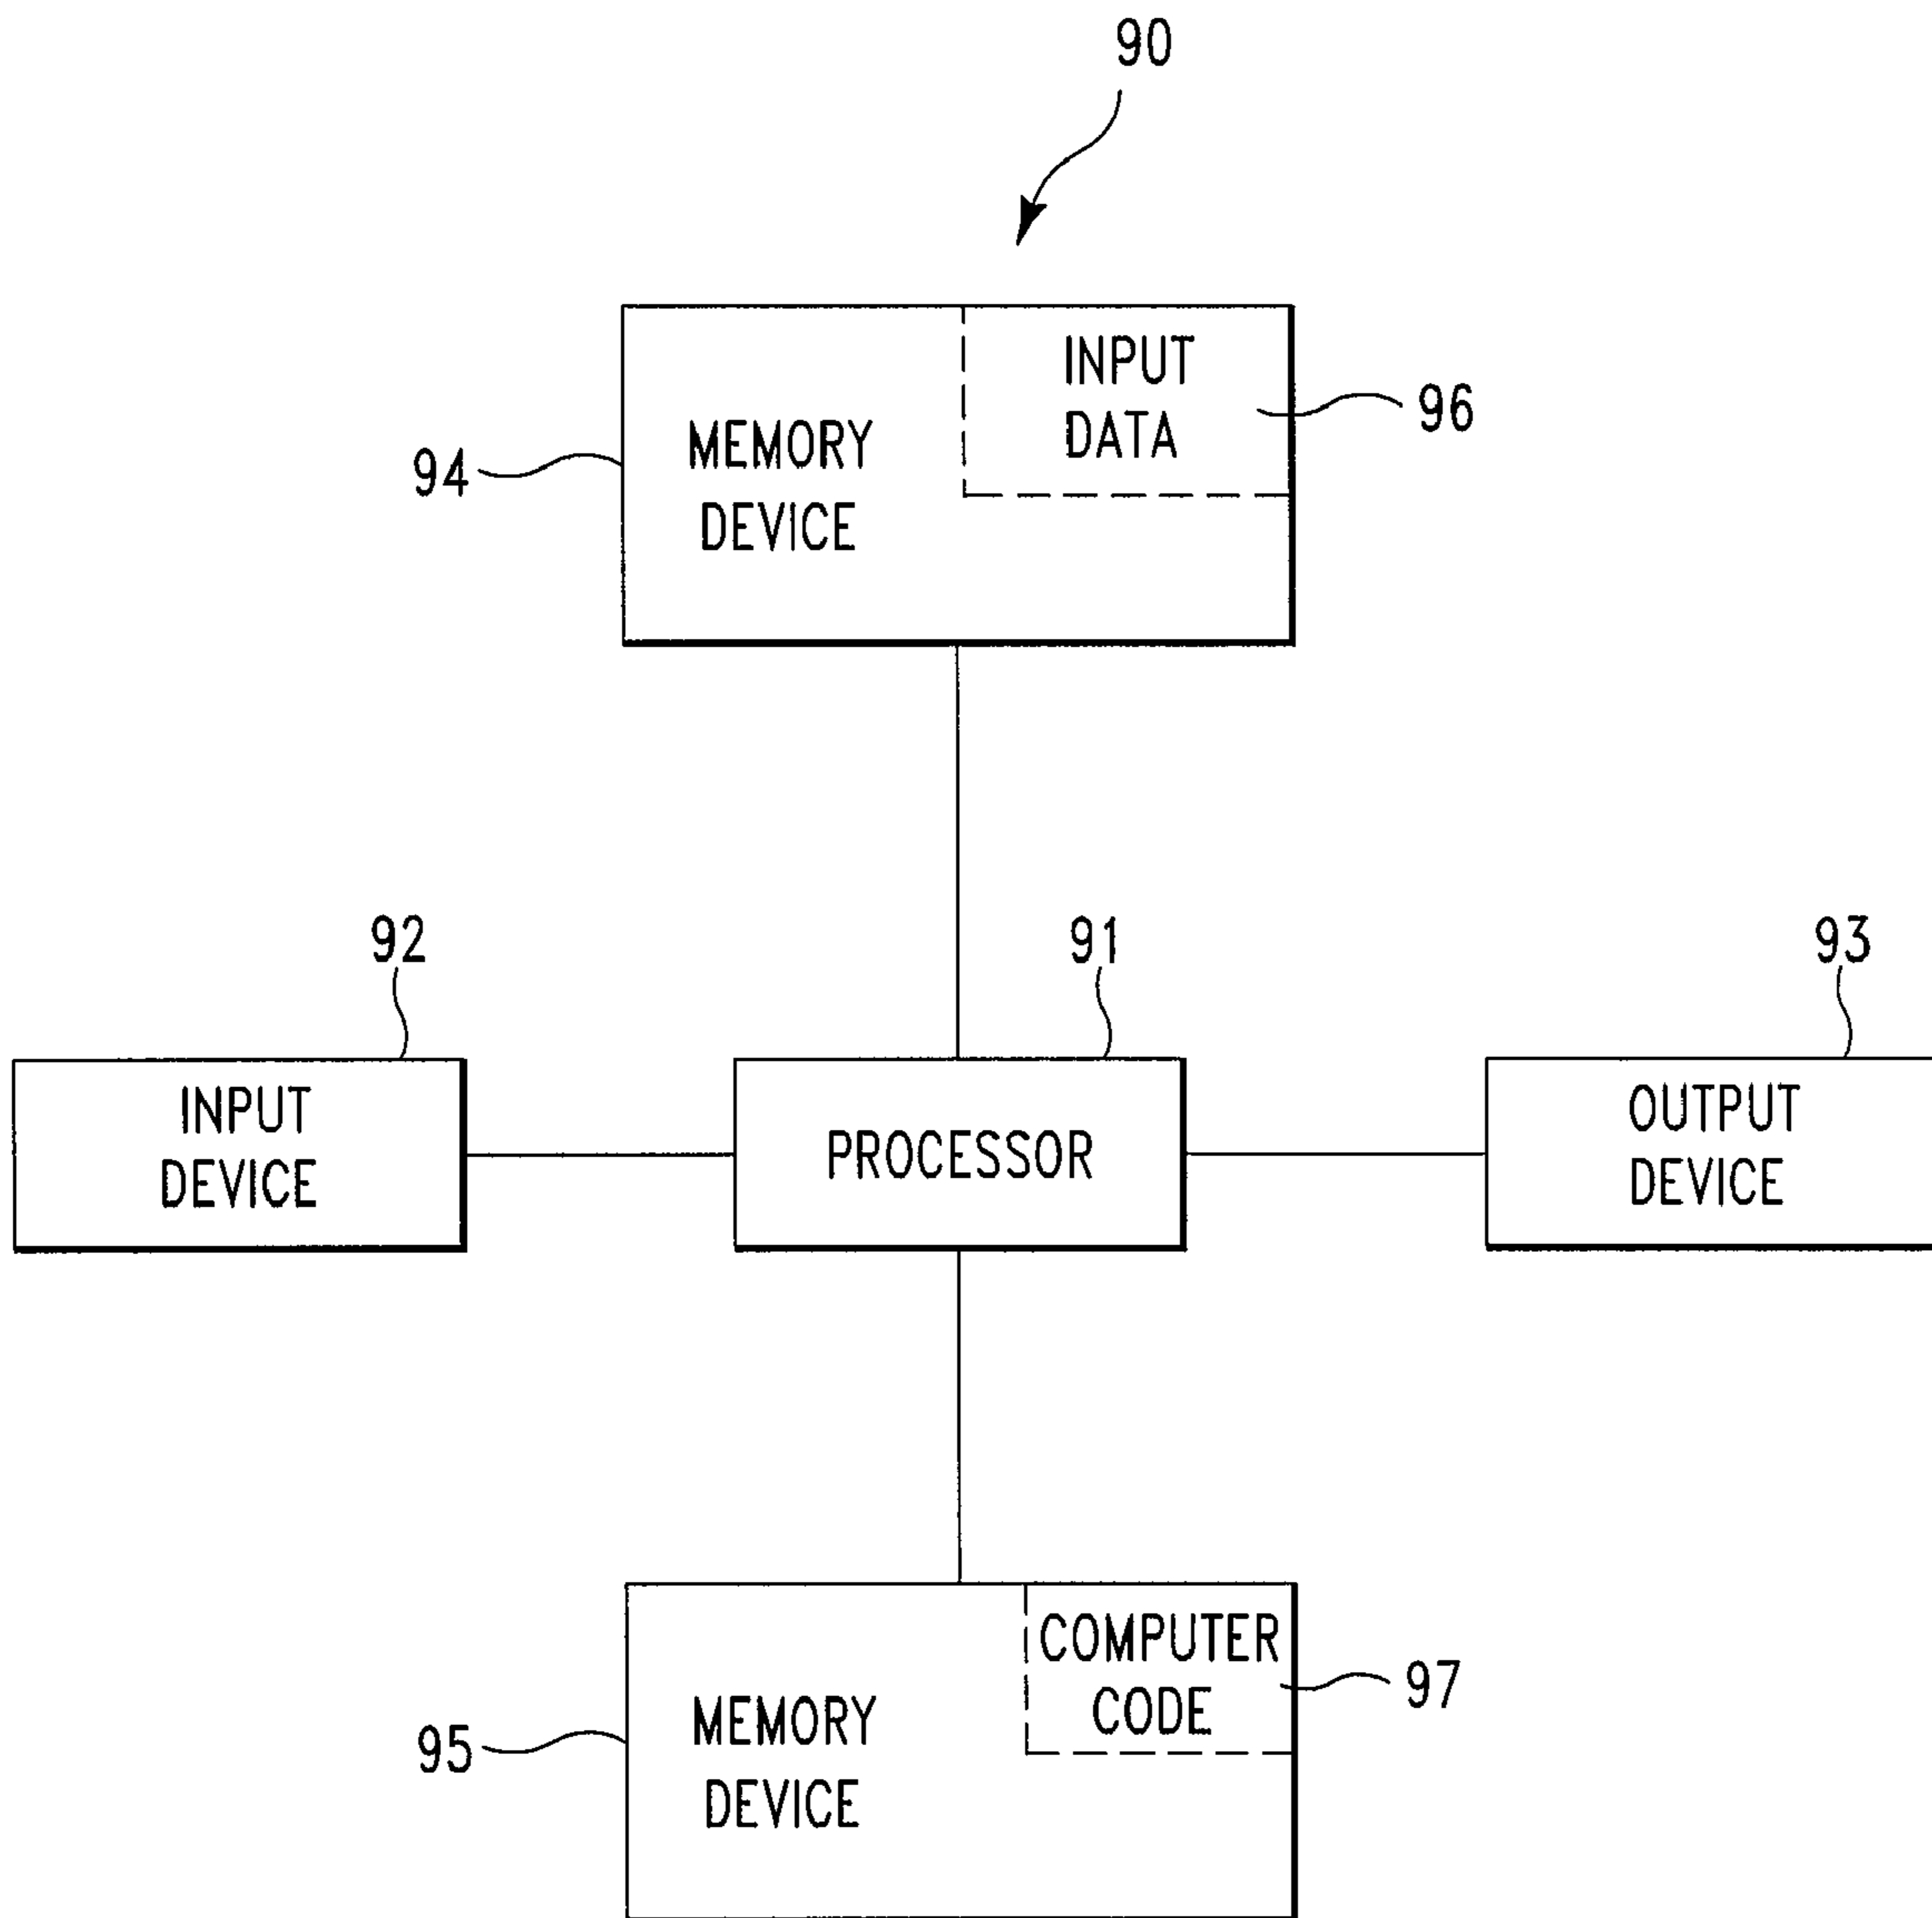 90
INPUT
DATA
96
MEMORY
DEVICE
94
92
91
93
INPUT
DEVICE
PROCESSOR
OUTPUT
DEVICE
COMPUTER
CODE
97
MEMORY
DEVICE
95